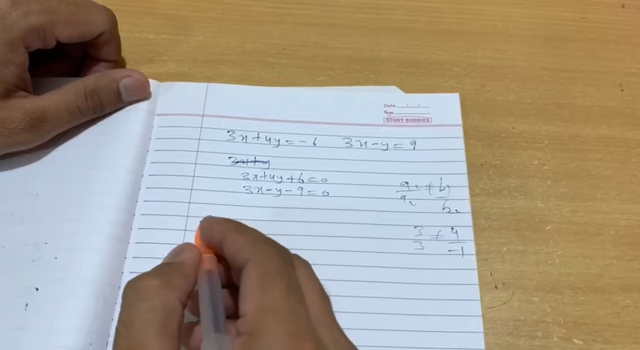 Date
Page
STUDY BUDDIES
3x+4y=-6 3x-y=9
3x+y
3x+4y+6=0
3x-y-9=0
a₁/a₂ ≠ b₁/b₂
3/3 ≠ 4/-1